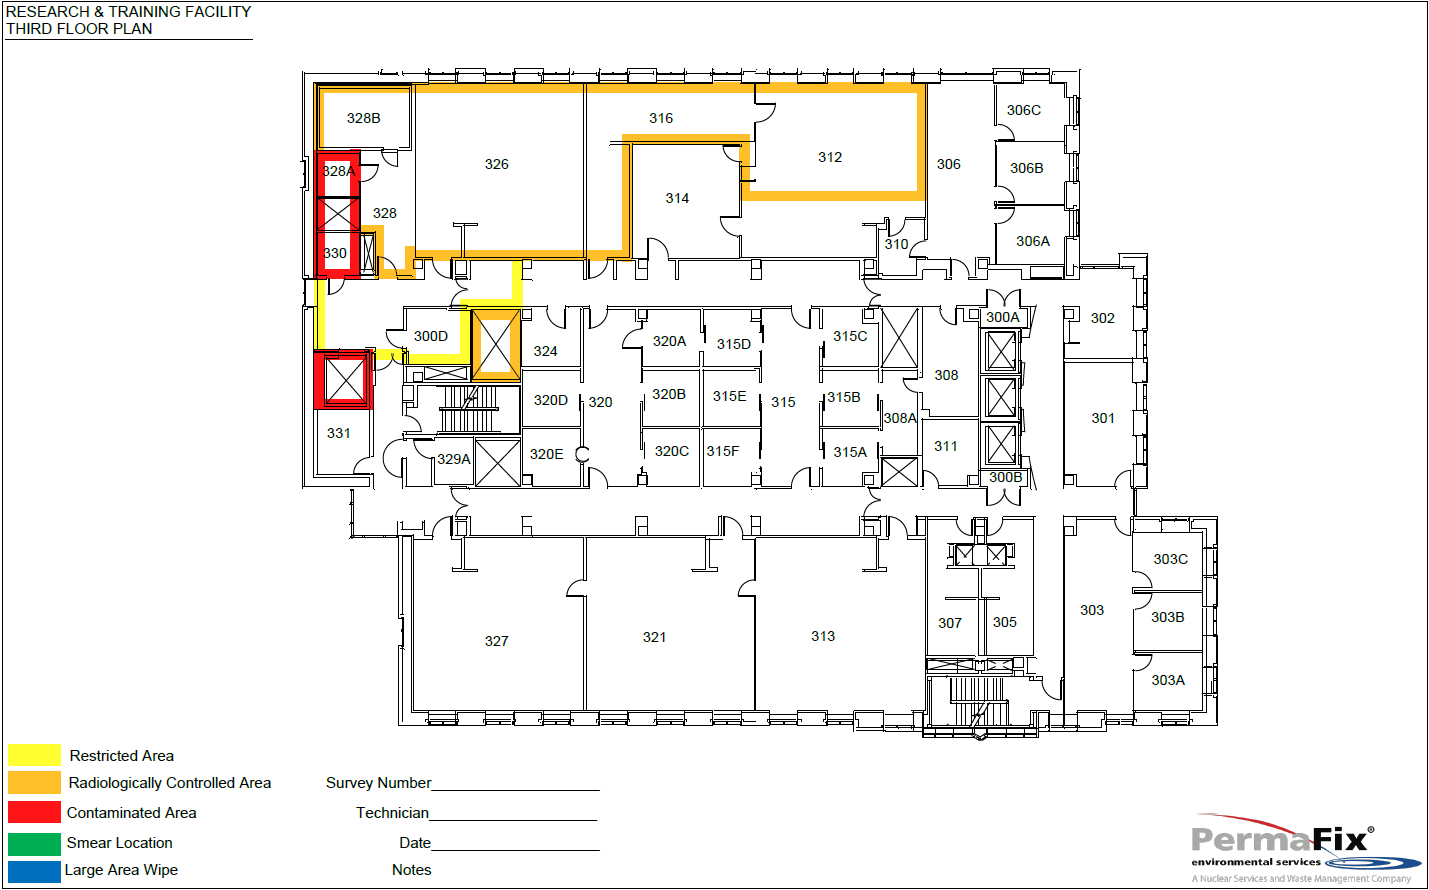 RESEARCH & TRAINING FACILITY
THIRD FLOOR PLAN
328B
316
306C
326
312
306
306B
328A
314
328
306A
310
330
300D
300A
302
324
320A
315D
315C
308
320D
320
320B
315E
315
315B
308A
301
331
329A
320E
320C
315F
315A
311
300B
303C
327
321
313
307
305
303
303B
303A
Restricted Area
Radiologically Controlled Area
Contaminated Area
Smear Location
Large Area Wipe
Survey Number
Technician
Date
Notes
PermaFix®
environmental services
A Nuclear Services and Waste Management Company